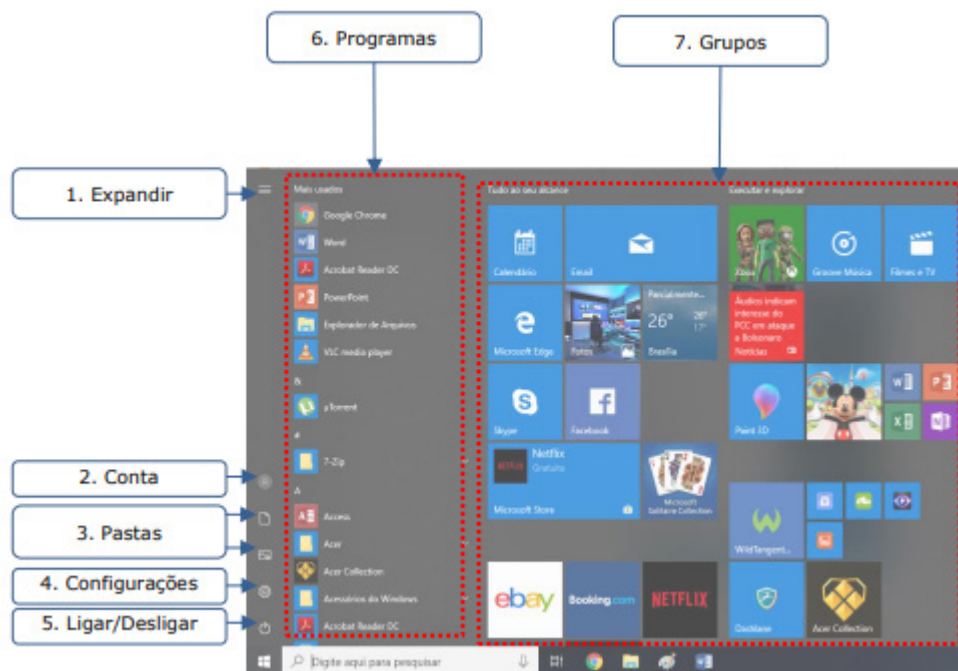 6. Programas
7. Grupos
1. Expandir
2. Conta
3. Pastas
4. Configurações
5. Ligar/Desligar
Mais usados
Google Chrome
Word
Acrobat Reader DC
PowerPoint
Explorador de Arquivos
VLC media player
µTorrent
#
7-Zip
A
Access
Acer
Acer Collection
Acessórios do Windows
Acrobat Reader DC
Tudo ao seu alcance
Calendário
Email
Microsoft Edge
Fotos
Parcialmente...
26°
26°
17°
Brasília
Skype
Facebook
Netflix
Gratuito
Microsoft Store
Microsoft
Solitaire Collection
ebay
Booking.com
NETFLIX
Executar e explorar
Xbox
Groove Música
Filmes e TV
Áudios indicam
interesse do
PCC em ataque
a Bolsonaro
Notícias
Paint 3D
WildTangent...
Dashlane
Acer Collection
Digite aqui para pesquisar